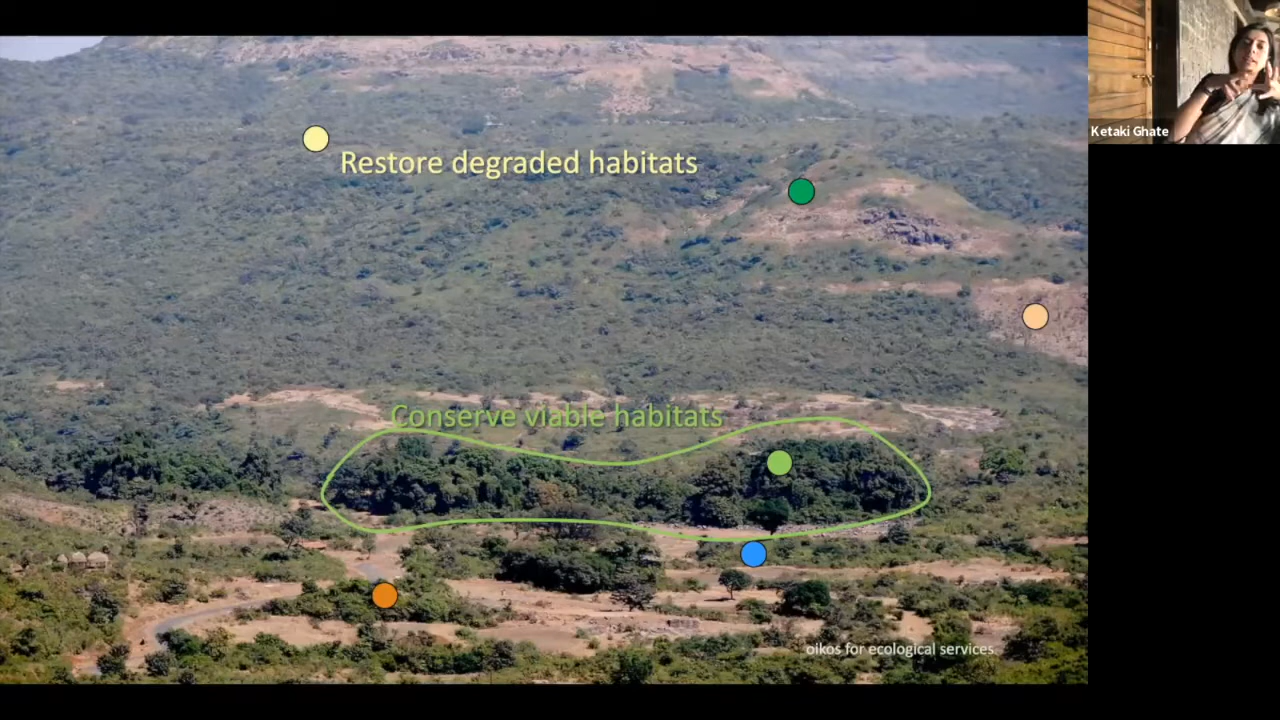 Ketaki Ghate
Restore degraded habitats
Conserve viable habitats
oikos for ecological services